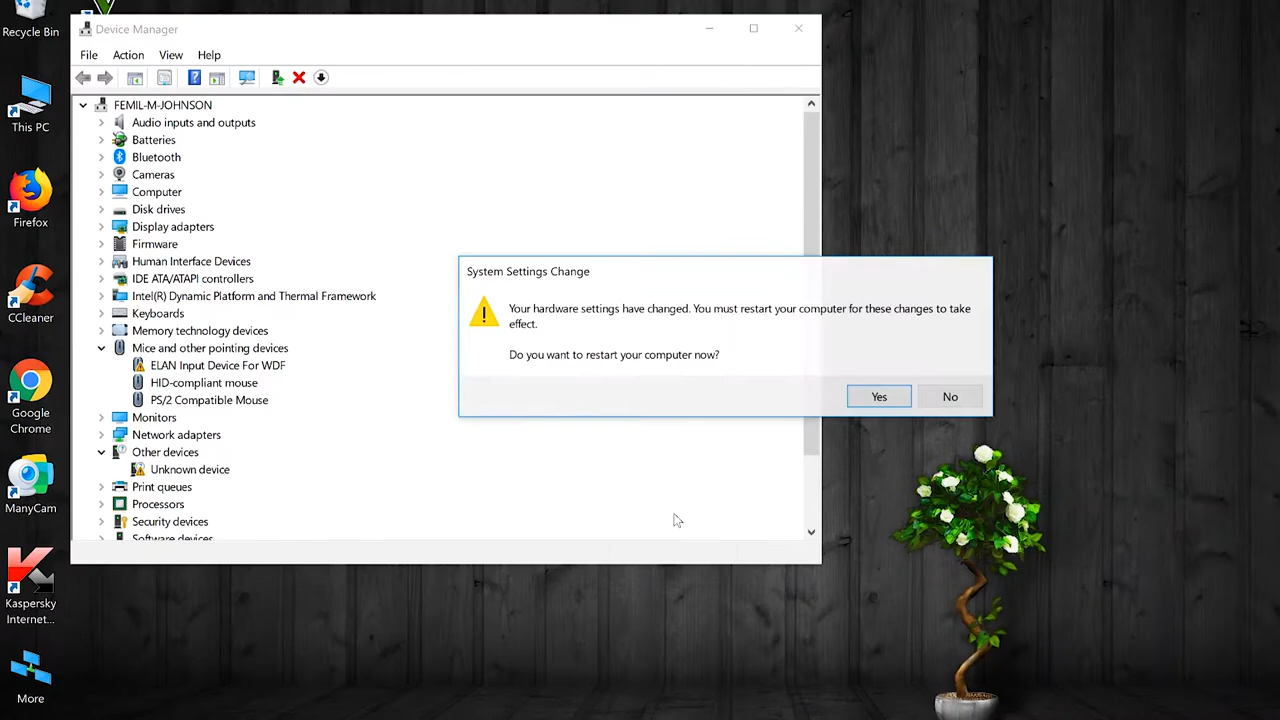 Recycle Bin
This PC
Firefox
CCleaner
Google
Chrome
ManyCam
Kaspersky
Internet...
More
Device Manager
File Action View Help
FEMIL-M-JOHNSON
Audio inputs and outputs
Batteries
Bluetooth
Cameras
Computer
Disk drives
Display adapters
Firmware
Human Interface Devices
IDE ATA/ATAPI controllers
Intel(R) Dynamic Platform and Thermal Framework
Keyboards
Memory technology devices
Mice and other pointing devices
ELAN Input Device For WDF
HID-compliant mouse
PS/2 Compatible Mouse
Monitors
Network adapters
Other devices
Unknown device
Print queues
Processors
Security devices
Software devices
System Settings Change
Your hardware settings have changed. You must restart your computer for these changes to take
effect.
Do you want to restart your computer now?
Yes No